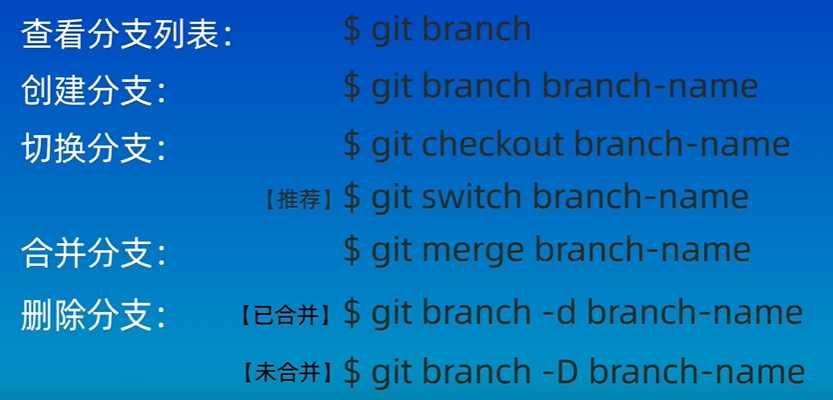 查看分支列表： $ git branch
创建分支： $ git branch branch-name
切换分支： $ git checkout branch-name
【推荐】 $ git switch branch-name
合并分支： $ git merge branch-name
删除分支： 【已合并】 $ git branch -d branch-name
【未合并】 $ git branch -D branch-name